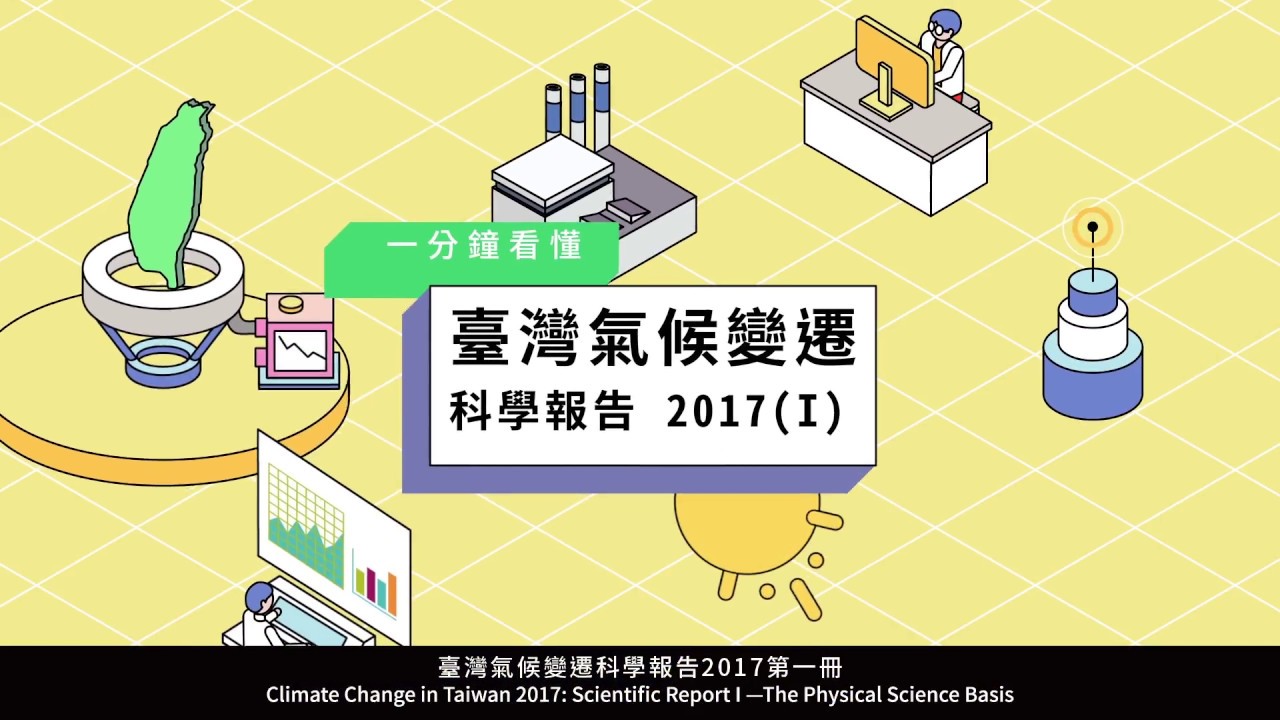 一分鐘看懂
臺灣氣候變遷
科學報告 2017(I)
臺灣氣候變遷科學報告2017第一冊
Climate Change in Taiwan 2017: Scientific Report I —The Physical Science Basis